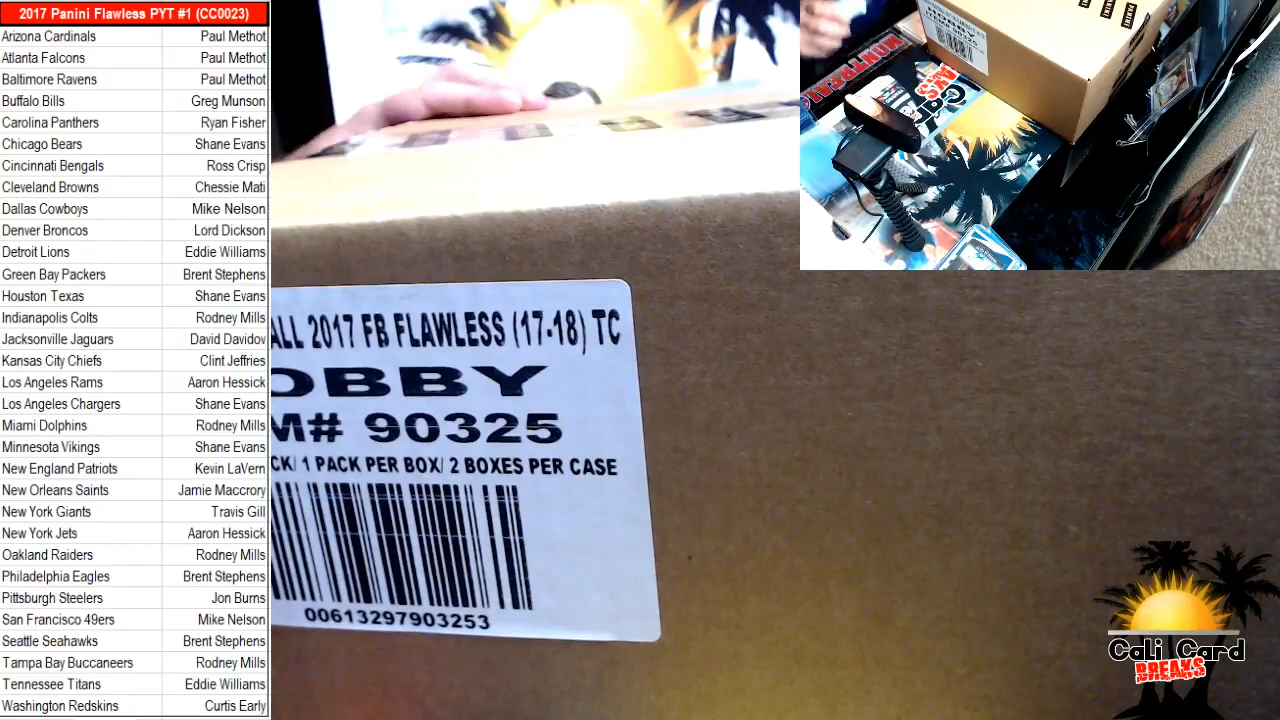 2017 Panini Flawless PYT #1 (CC0023)
Arizona Cardinals Paul Methot
Atlanta Falcons Paul Methot
Baltimore Ravens Paul Methot
Buffalo Bills Greg Munson
Carolina Panthers Ryan Fisher
Chicago Bears Shane Evans
Cincinnati Bengals Ross Crisp
Cleveland Browns Chessie Mati
Dallas Cowboys Mike Nelson
Denver Broncos Lord Dickson
Detroit Lions Eddie Williams
Green Bay Packers Brent Stephens
Houston Texas Shane Evans
Indianapolis Colts Rodney Mills
Jacksonville Jaguars David Davidov
Kansas City Chiefs Clint Jeffries
Los Angeles Rams Aaron Hessick
Los Angeles Chargers Shane Evans
Miami Dolphins Rodney Mills
Minnesota Vikings Shane Evans
New England Patriots Kevin LaVern
New Orleans Saints Jamie Maccrory
New York Giants Travis Gill
New York Jets Aaron Hessick
Oakland Raiders Rodney Mills
Philadelphia Eagles Brent Stephens
Pittsburgh Steelers Jon Burns
San Francisco 49ers Mike Nelson
Seattle Seahawks Brent Stephens
Tampa Bay Buccaneers Rodney Mills
Tennessee Titans Eddie Williams
Washington Redskins Curtis Early
ALL 2017 FB FLAWLESS (17-18) TC
OBBY
M# 90325
CK/ 1 PACK PER BOX/ 2 BOXES PER CASE
00613297903253
PANINI
PANINI
PANINI
HOBBY
MONTREAL
Cali Card
BREAKS